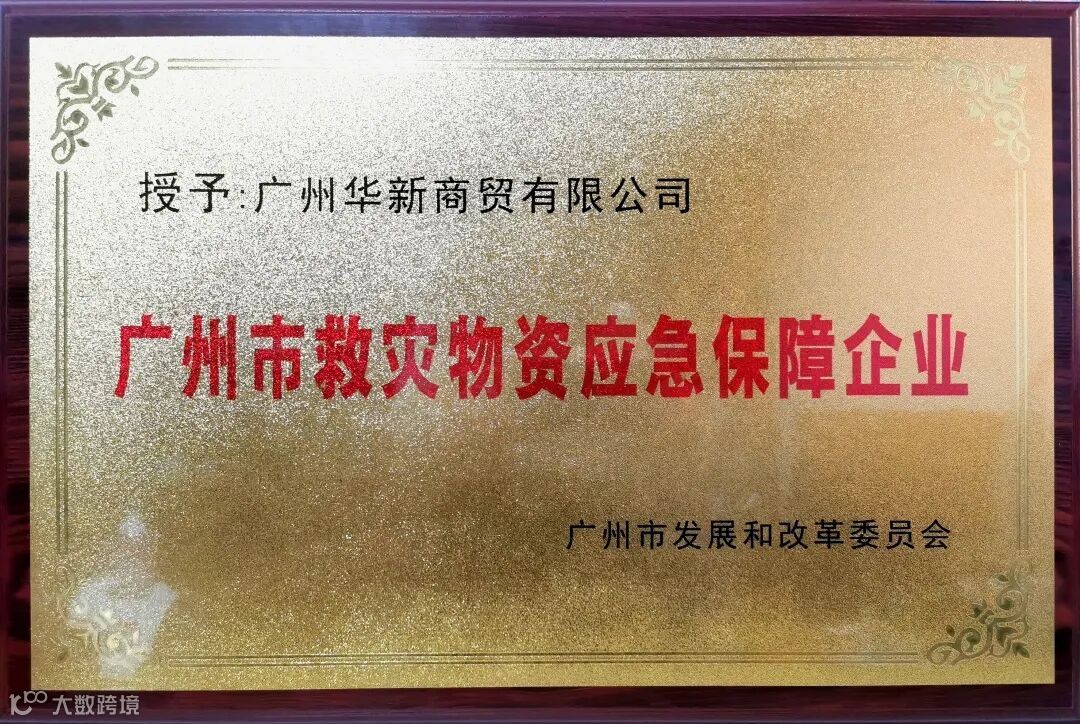 授予:广州华新商贸有限公司
广州市救灾物资应急保障企业
广州市发展和改革委员会
大数跨境